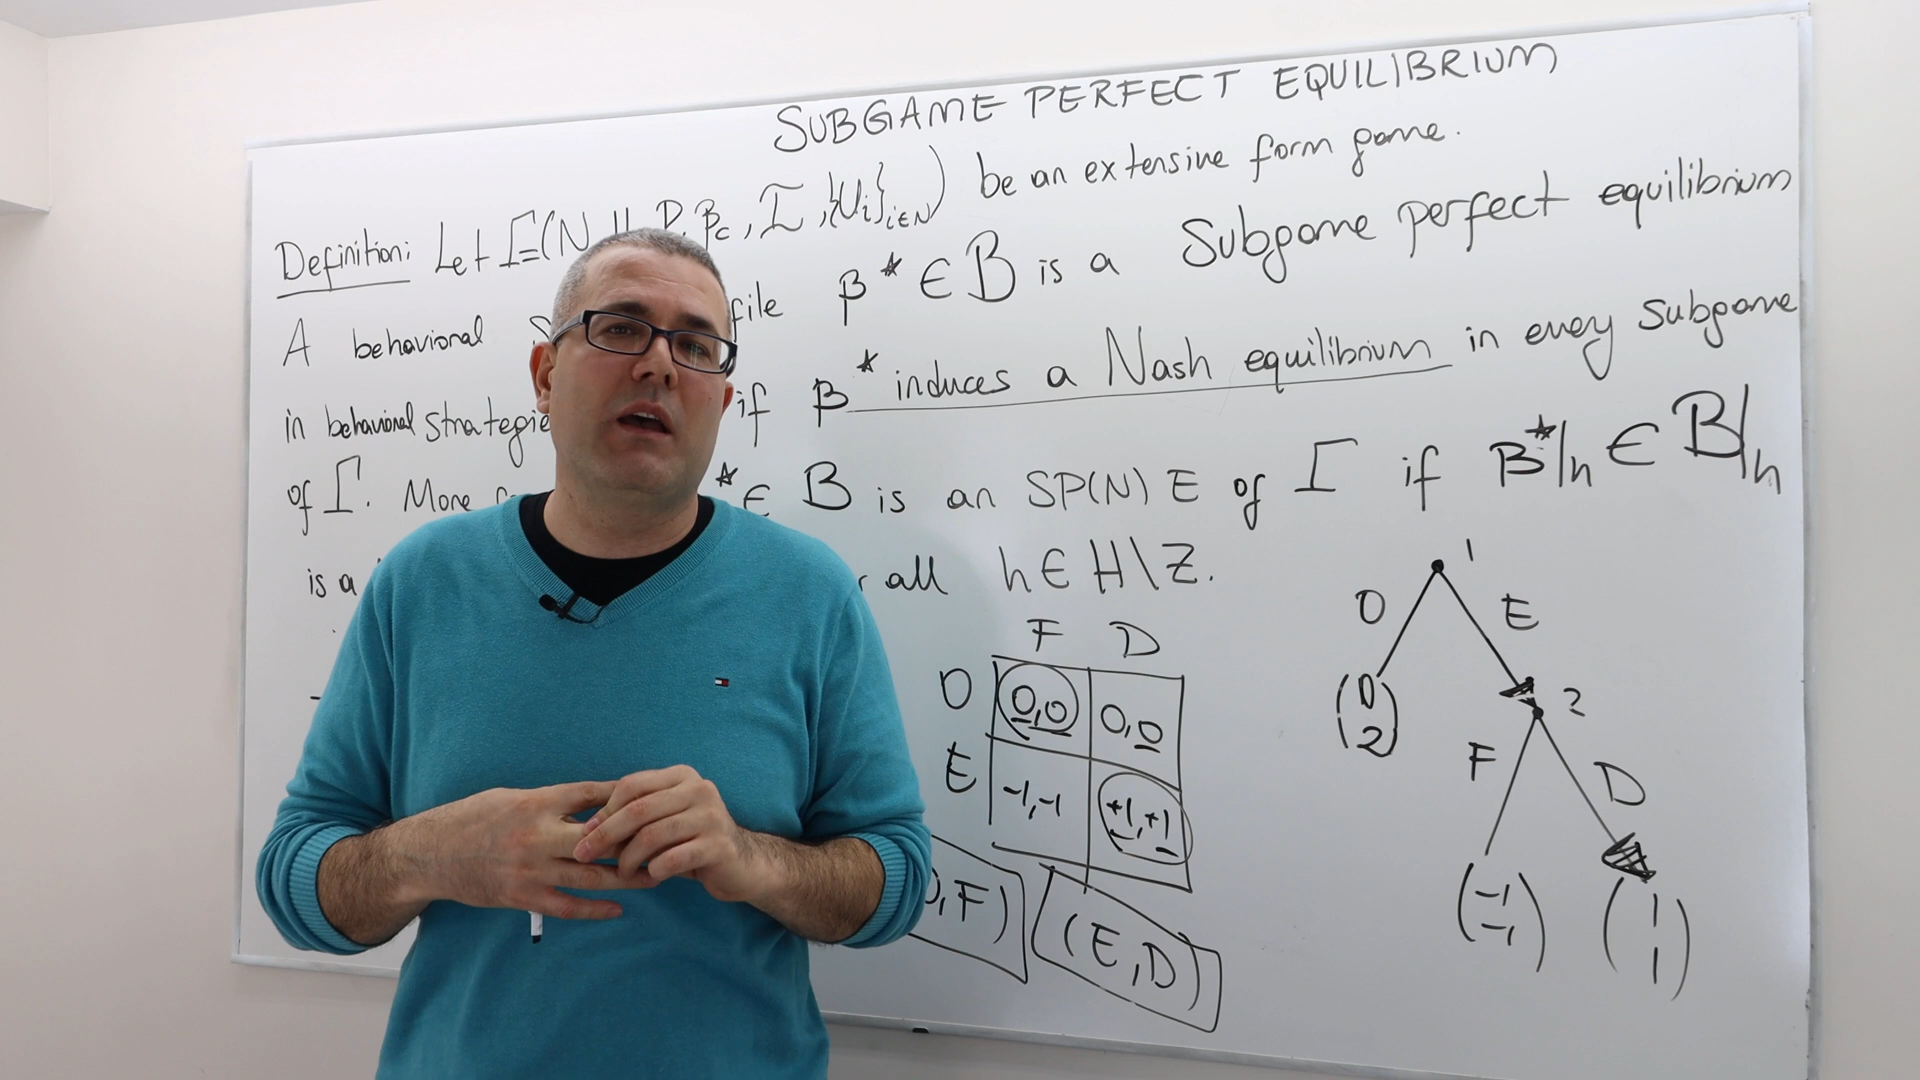 SUBGAME PERFECT EQUILIBRIUM
Definition: Let Γ=(N, H, P, β_c, I, {U_i}_{i∈N}) be an extensive form game.
A behavioral file β* ∈ B is a Subgame perfect equilibrium
in behavioral strategie if β* induces a Nash equilibrium in every subgame
of Γ. More * ∈ B is an SP(N)E of Γ if β*|h ∈ B|h
is a all h∈H\Z.
1
O E
F D
O 0,0 0,0
E -1,-1 +1,+1
(0 2)
2
F D
,F) (E,D)
(-1 -1) (1 1)